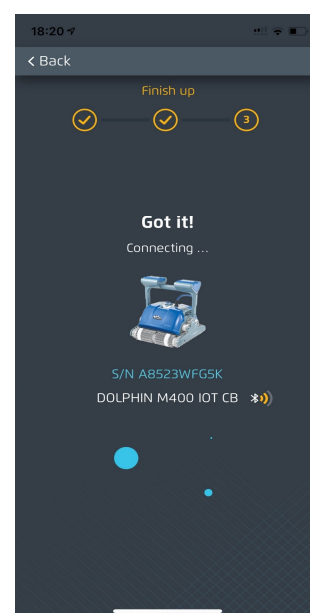 18:20
< Back
Finish up
3
Got it!
Connecting ...
S/N A8523WFG5K
DOLPHIN M400 IOT CB